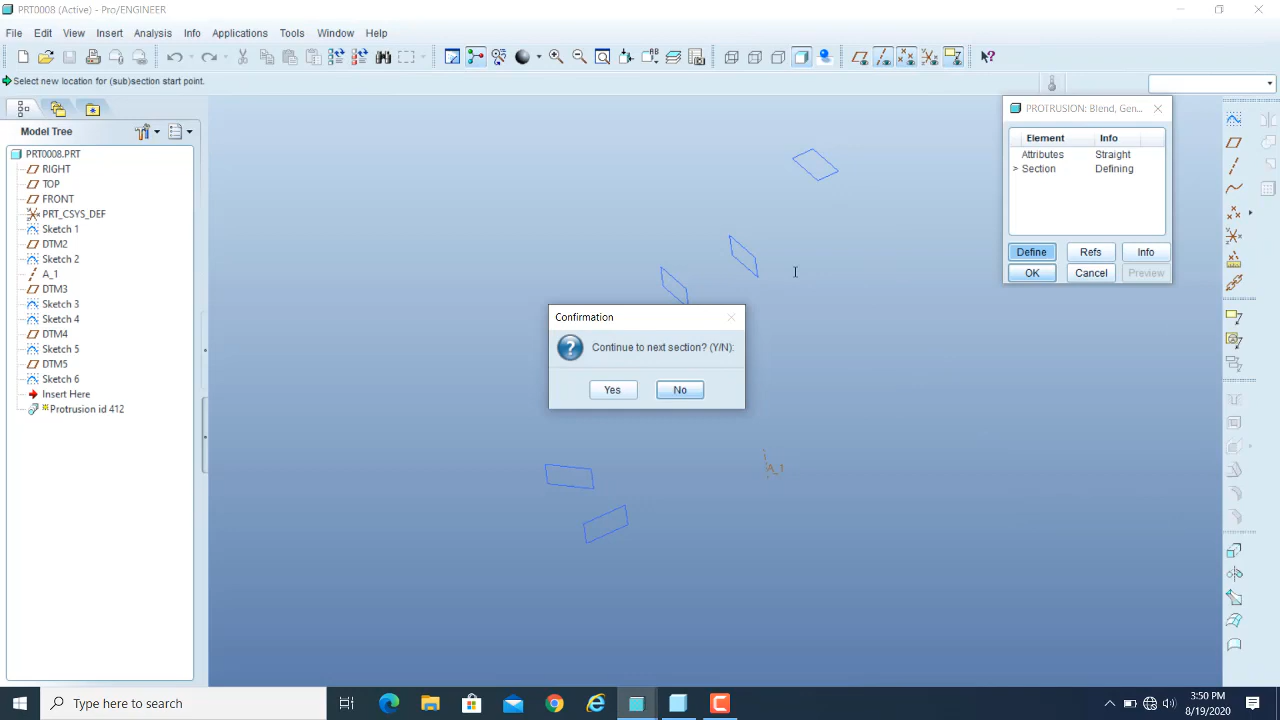 PRT0008 (Active) - Pro/ENGINEER
File Edit View Insert Analysis Info Applications Tools Window Help
Select new location for (sub)section start point.
Model Tree
PRT0008.PRT
RIGHT
TOP
FRONT
PRT_CSYS_DEF
Sketch 1
DTM2
Sketch 2
A_1
DTM3
Sketch 3
Sketch 4
DTM4
Sketch 5
DTM5
Sketch 6
Insert Here
Protrusion id 412
PROTRUSION: Blend, Gen...
Element Info
Attributes Straight
> Section Defining
Define Refs Info
OK Cancel Preview
Confirmation
Continue to next section? (Y/N):
Yes No
A_1
Type here to search
3:50 PM
8/19/2020